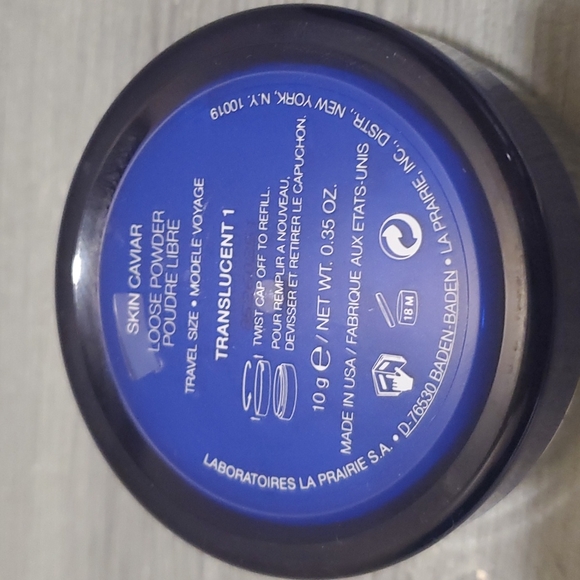 SKIN CAVIAR
LOOSE POWDER
POUDRE LIBRE
TRAVEL SIZE • MODELE VOYAGE
TRANSLUCENT 1
TWIST CAP OFF TO REFILL.
POUR REMPLIR A NOUVEAU,
DEVISSER ET RETIRER LE CAPUCHON.
10 g e / NET WT. 0.35 OZ.
MADE IN USA / FABRIQUE AUX ETATS-UNIS
18 M
LABORATOIRES LA PRAIRIE S.A. • D-76530 BADEN-BADEN • LA PRAIRIE, INC., DISTR., NEW YORK, N.Y. 10019